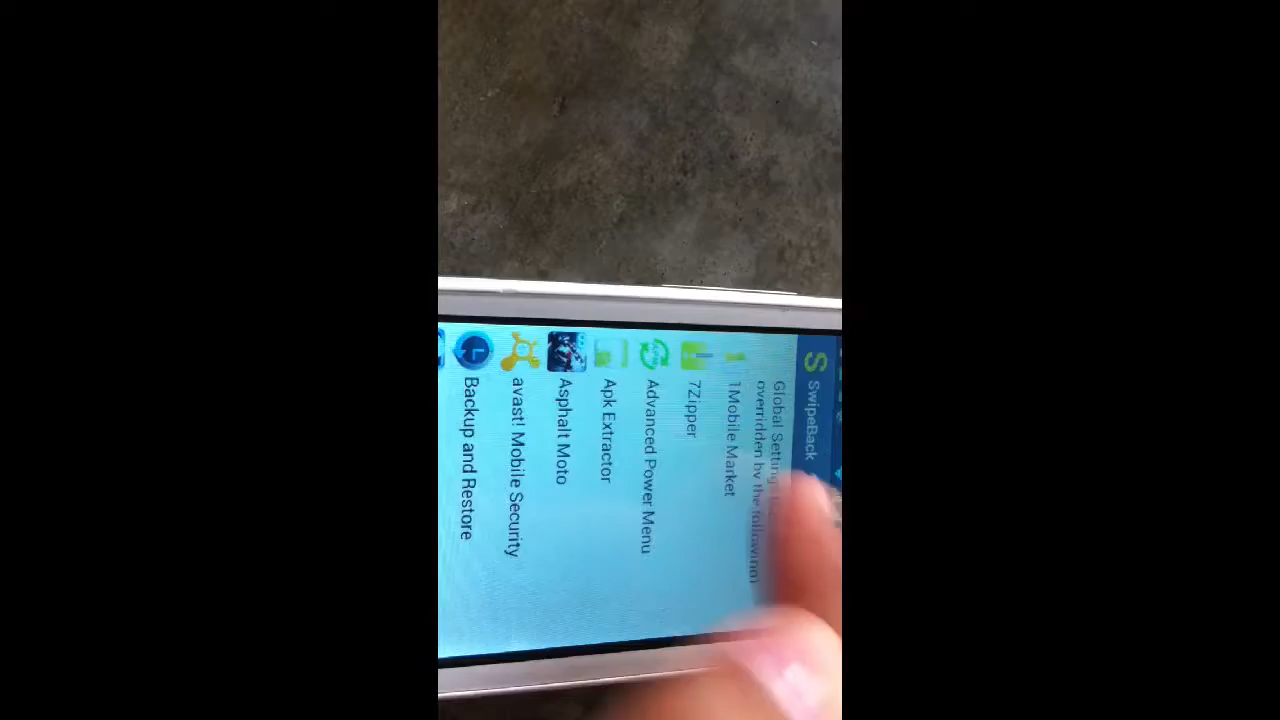 SwipeBack
Global Setting
overridden by the following)
1Mobile Market
7Zipper
Advanced Power Menu
Apk Extractor
Asphalt Moto
avast! Mobile Security
Backup and Restore